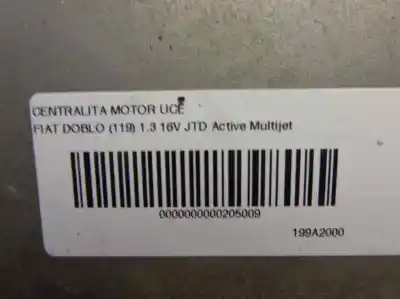 CENTRALITA MOTOR UCE
FIAT DOBLO (119) 1.3 16V JTD Active Multijet
0000000000205009
199A2000